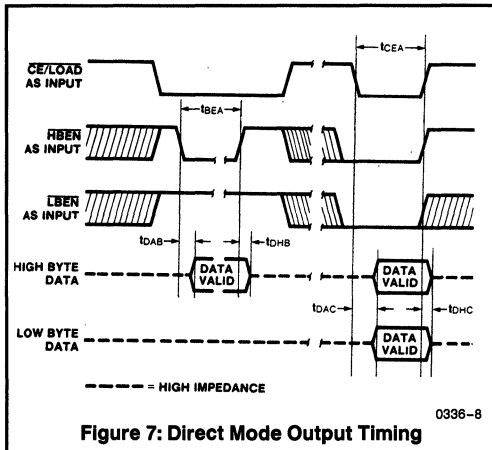 CE/LOAD
AS INPUT
tCEA
tBEA
HBEN
AS INPUT
LBEN
AS INPUT
tDAB
tDHB
HIGH BYTE
DATA
DATA
VALID
DATA
VALID
tDAC
tDHC
LOW BYTE
DATA
DATA
VALID
= HIGH IMPEDANCE
0336–8
Figure 7: Direct Mode Output Timing